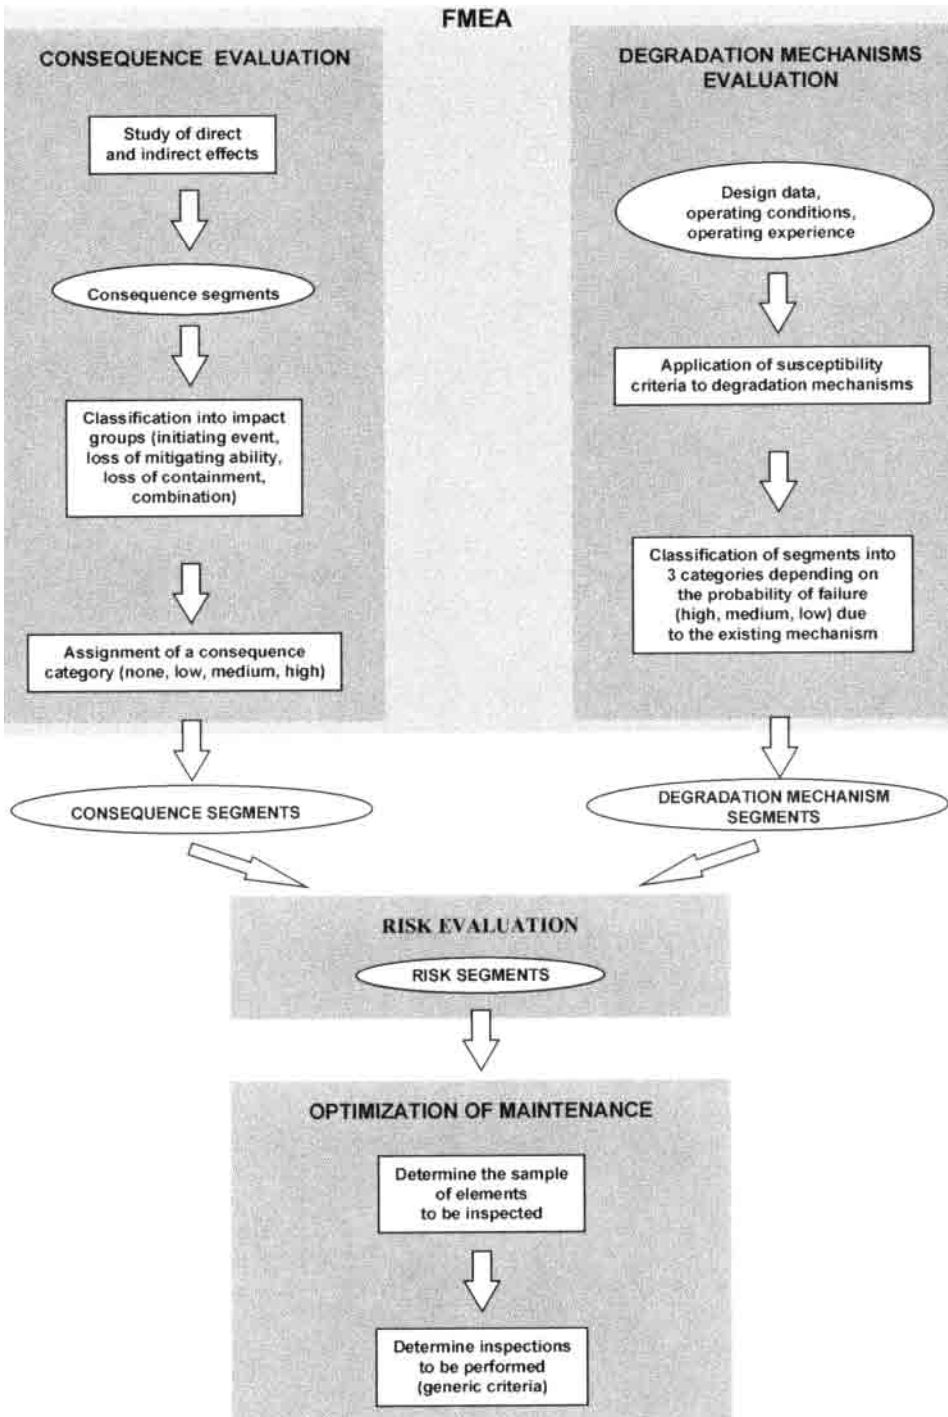 FMEA
CONSEQUENCE EVALUATION
Study of direct
and indirect effects
Consequence segments
Classification into impact
groups (initiating event,
loss of mitigating ability,
loss of containment,
combination)
Assignment of a consequence
category (none, low, medium, high)
CONSEQUENCE SEGMENTS
DEGRADATION MECHANISMS
EVALUATION
Design data,
operating conditions,
operating experience
Application of susceptibility
criteria to degradation mechanisms
Classification of segments into
3 categories depending on
the probability of failure
(high, medium, low) due
to the existing mechanism
DEGRADATION MECHANISM
SEGMENTS
RISK EVALUATION
RISK SEGMENTS
OPTIMIZATION OF MAINTENANCE
Determine the sample
of elements
to be inspected
Determine inspections
to be performed
(generic criteria)